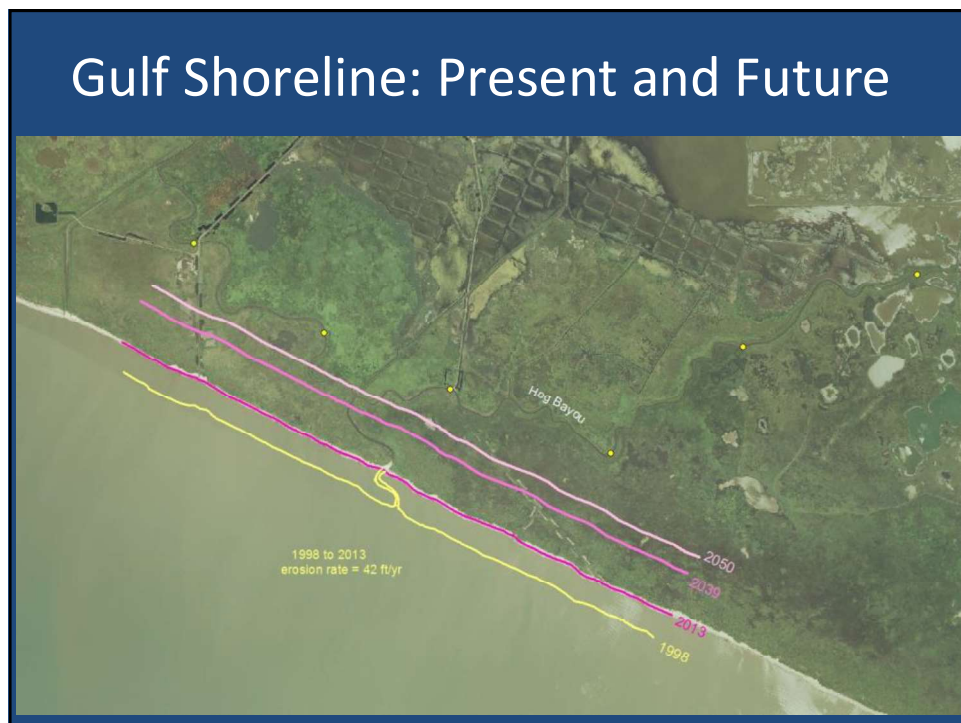 Gulf Shoreline: Present and Future
Hog Bayou
1998 to 2013
erosion rate = 42 ft/yr
2050
2039
2013
1998